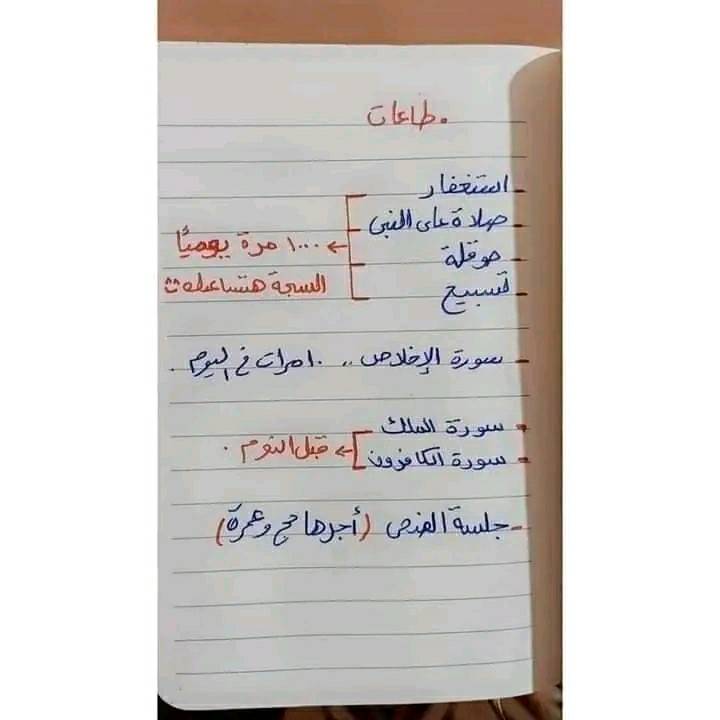 • طاعات
- استغفار
- صلاة على النبي
- حوقلة
- تسبيح
← ١٠٠٠ مرة يوميًا
السبحة هتساعدك
- سورة الإخلاص .. ١٠ مرات في اليوم .
- سورة الملك
- سورة الكافرون
← قبل النوم .
- جلسة الضحى (أجرها حج وعمرة)